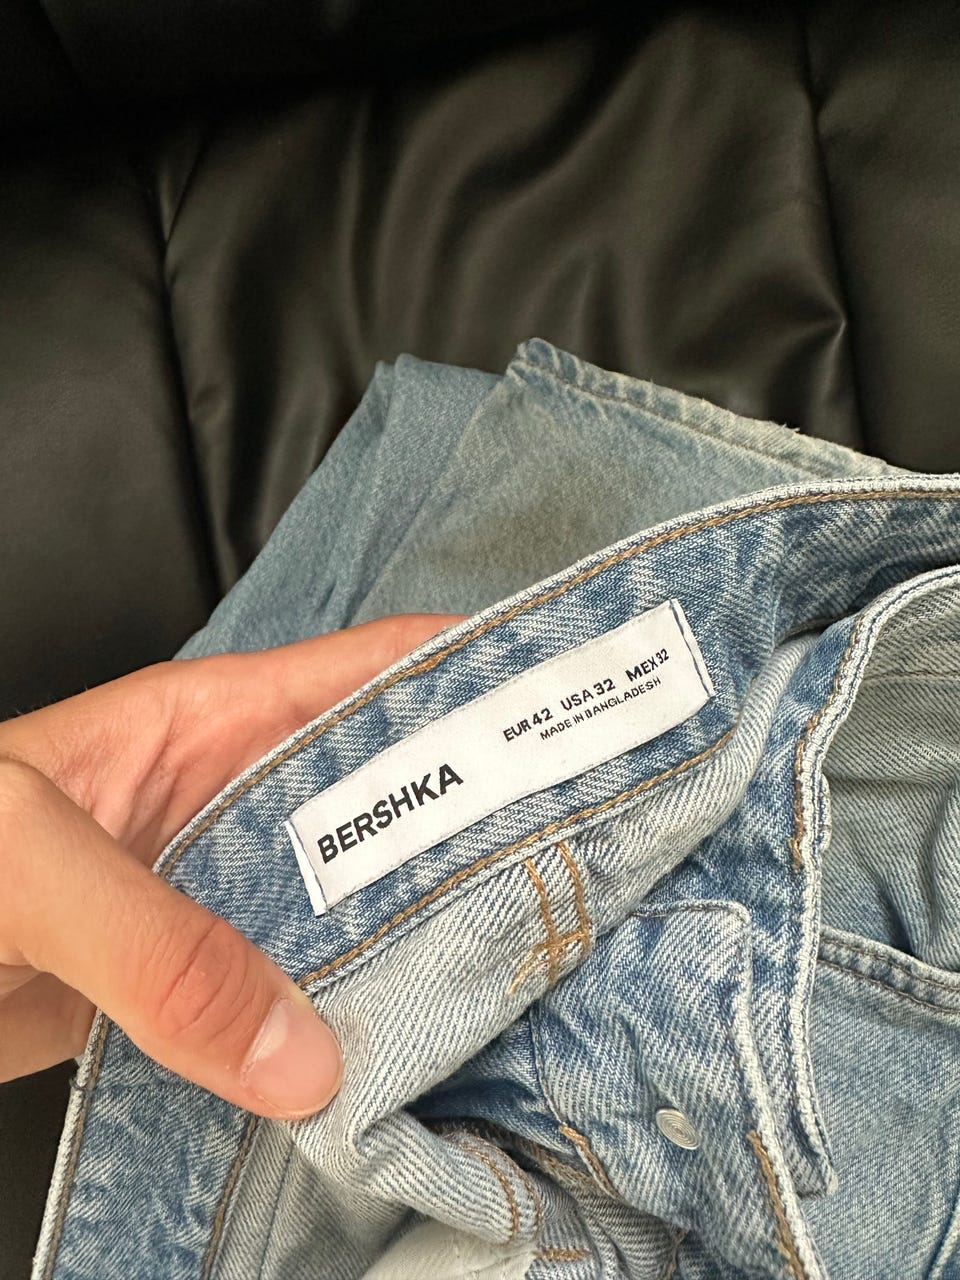 BERSHKA
EUR 42 USA 32 MEX 32
MADE IN BANGLADESH